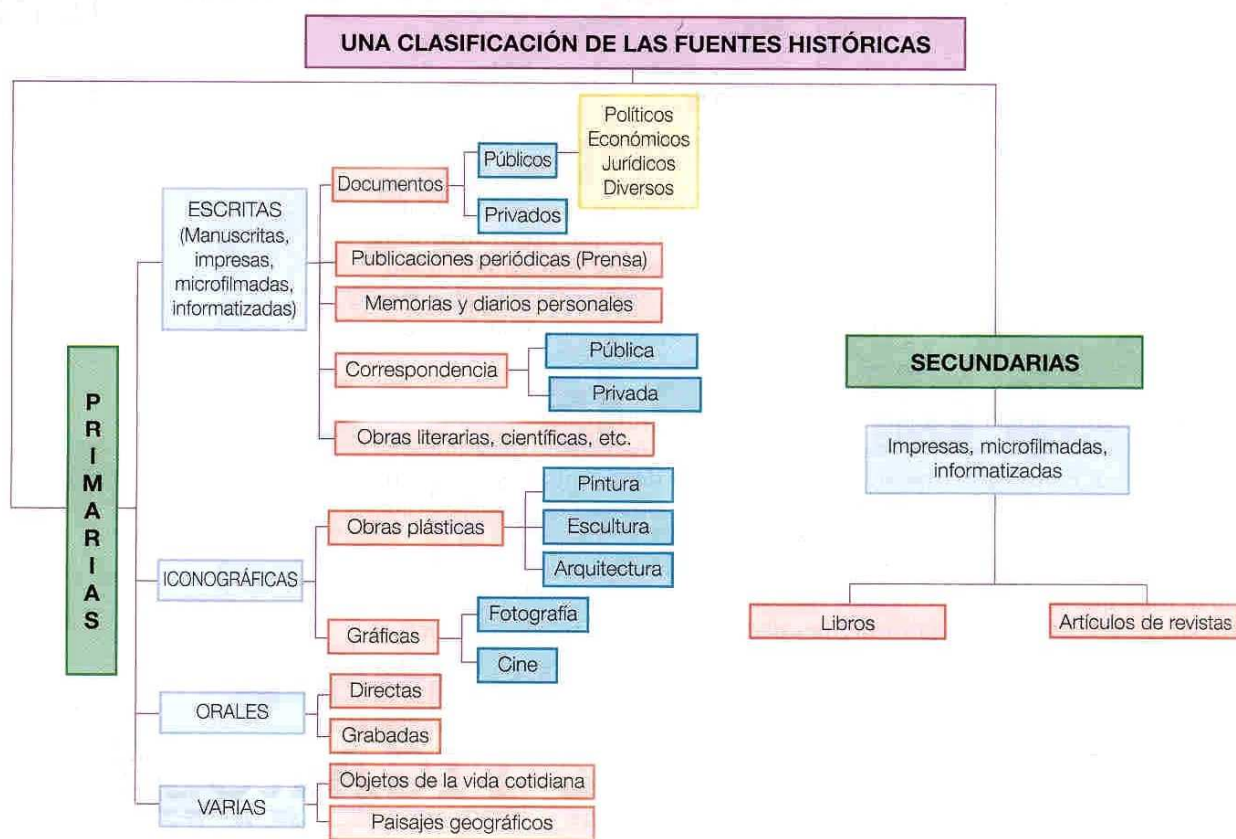 UNA CLASIFICACIÓN DE LAS FUENTES HISTÓRICAS
PRIMARIAS
ESCRITAS
(Manuscritas,
impresas,
microfilmadas,
informatizadas)
Documentos
Públicos
Políticos
Económicos
Jurídicos
Diversos
Privados
Publicaciones periódicas (Prensa)
Memorias y diarios personales
Correspondencia
Pública
Privada
Obras literarias, científicas, etc.
ICONOGRÁFICAS
Obras plásticas
Pintura
Escultura
Arquitectura
Gráficas
Fotografía
Cine
ORALES
Directas
Grabadas
VARIAS
Objetos de la vida cotidiana
Paisajes geográficos
SECUNDARIAS
Impresas, microfilmadas,
informatizadas
Libros
Artículos de revistas